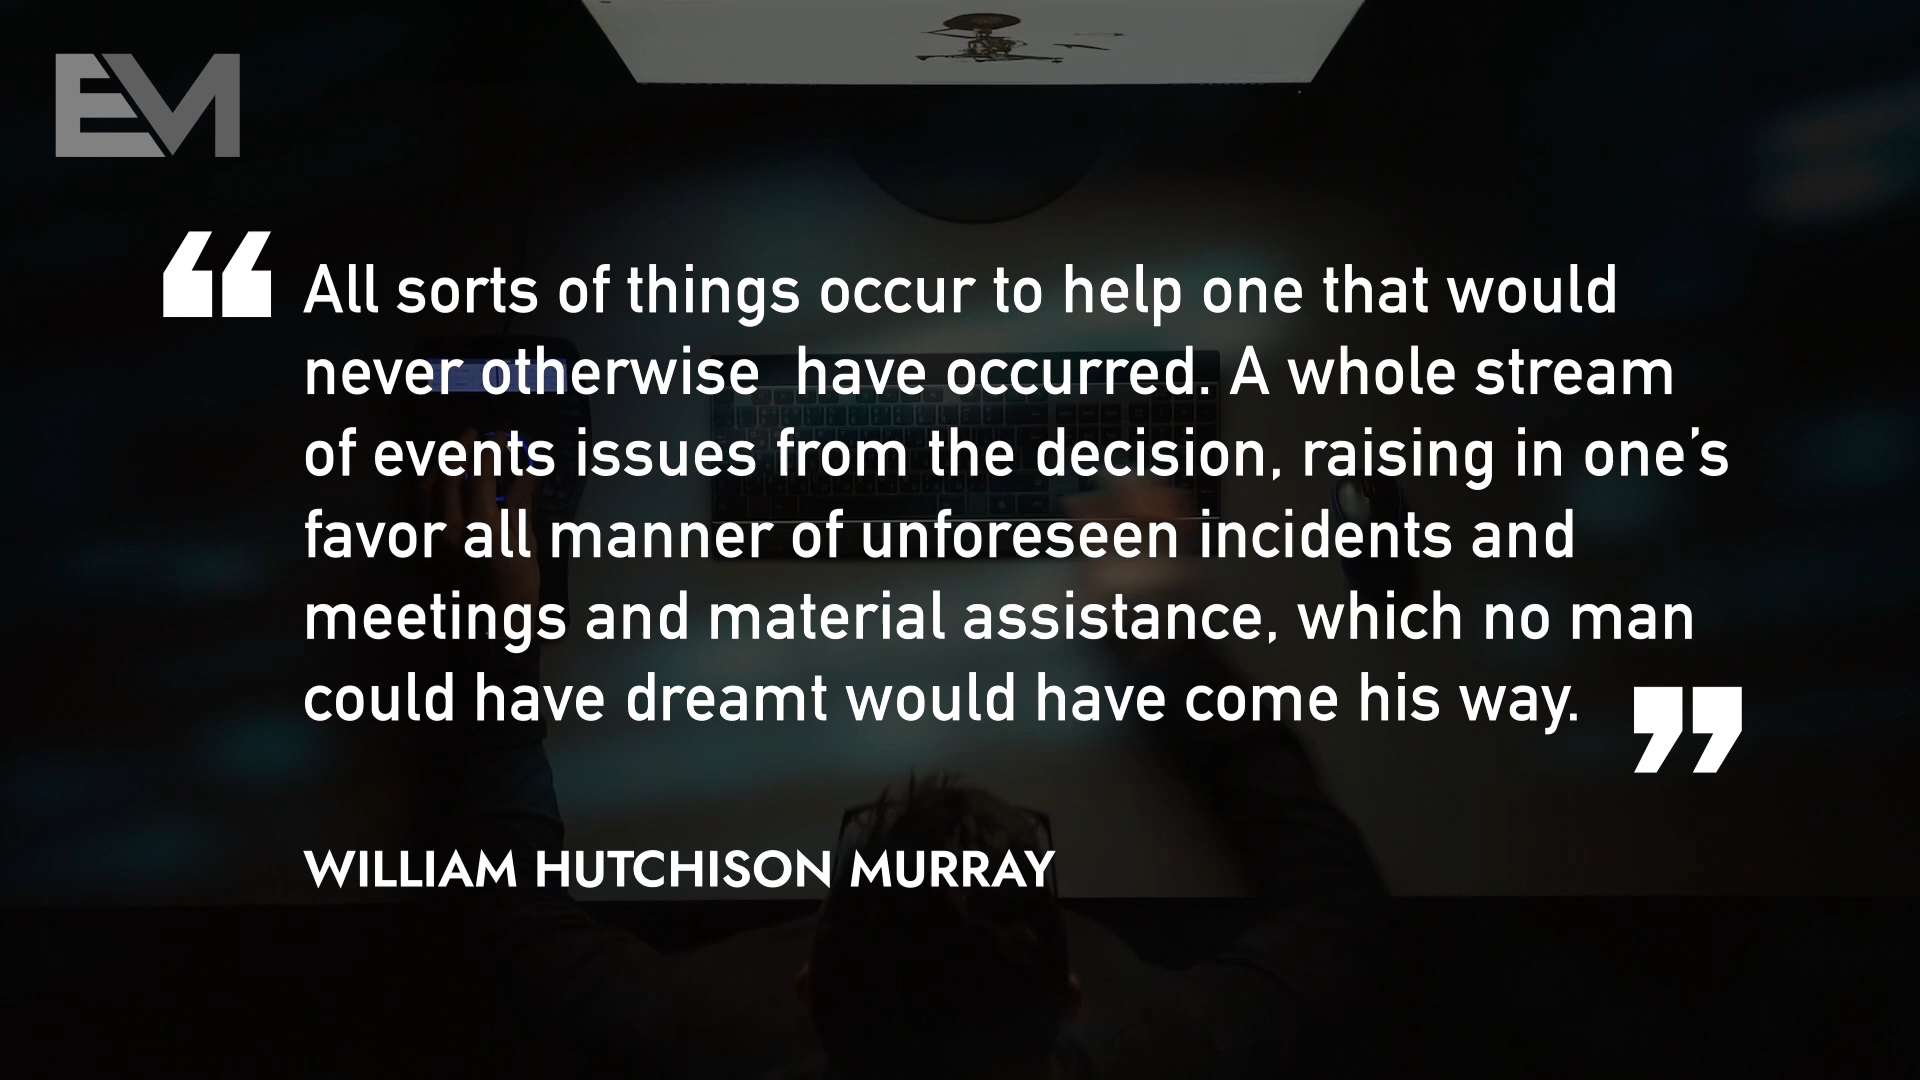 EM
“All sorts of things occur to help one that would
never otherwise  have occurred. A whole stream
of events issues from the decision, raising in one’s
favor all manner of unforeseen incidents and
meetings and material assistance, which no man
could have dreamt would have come his way.”
WILLIAM HUTCHISON MURRAY